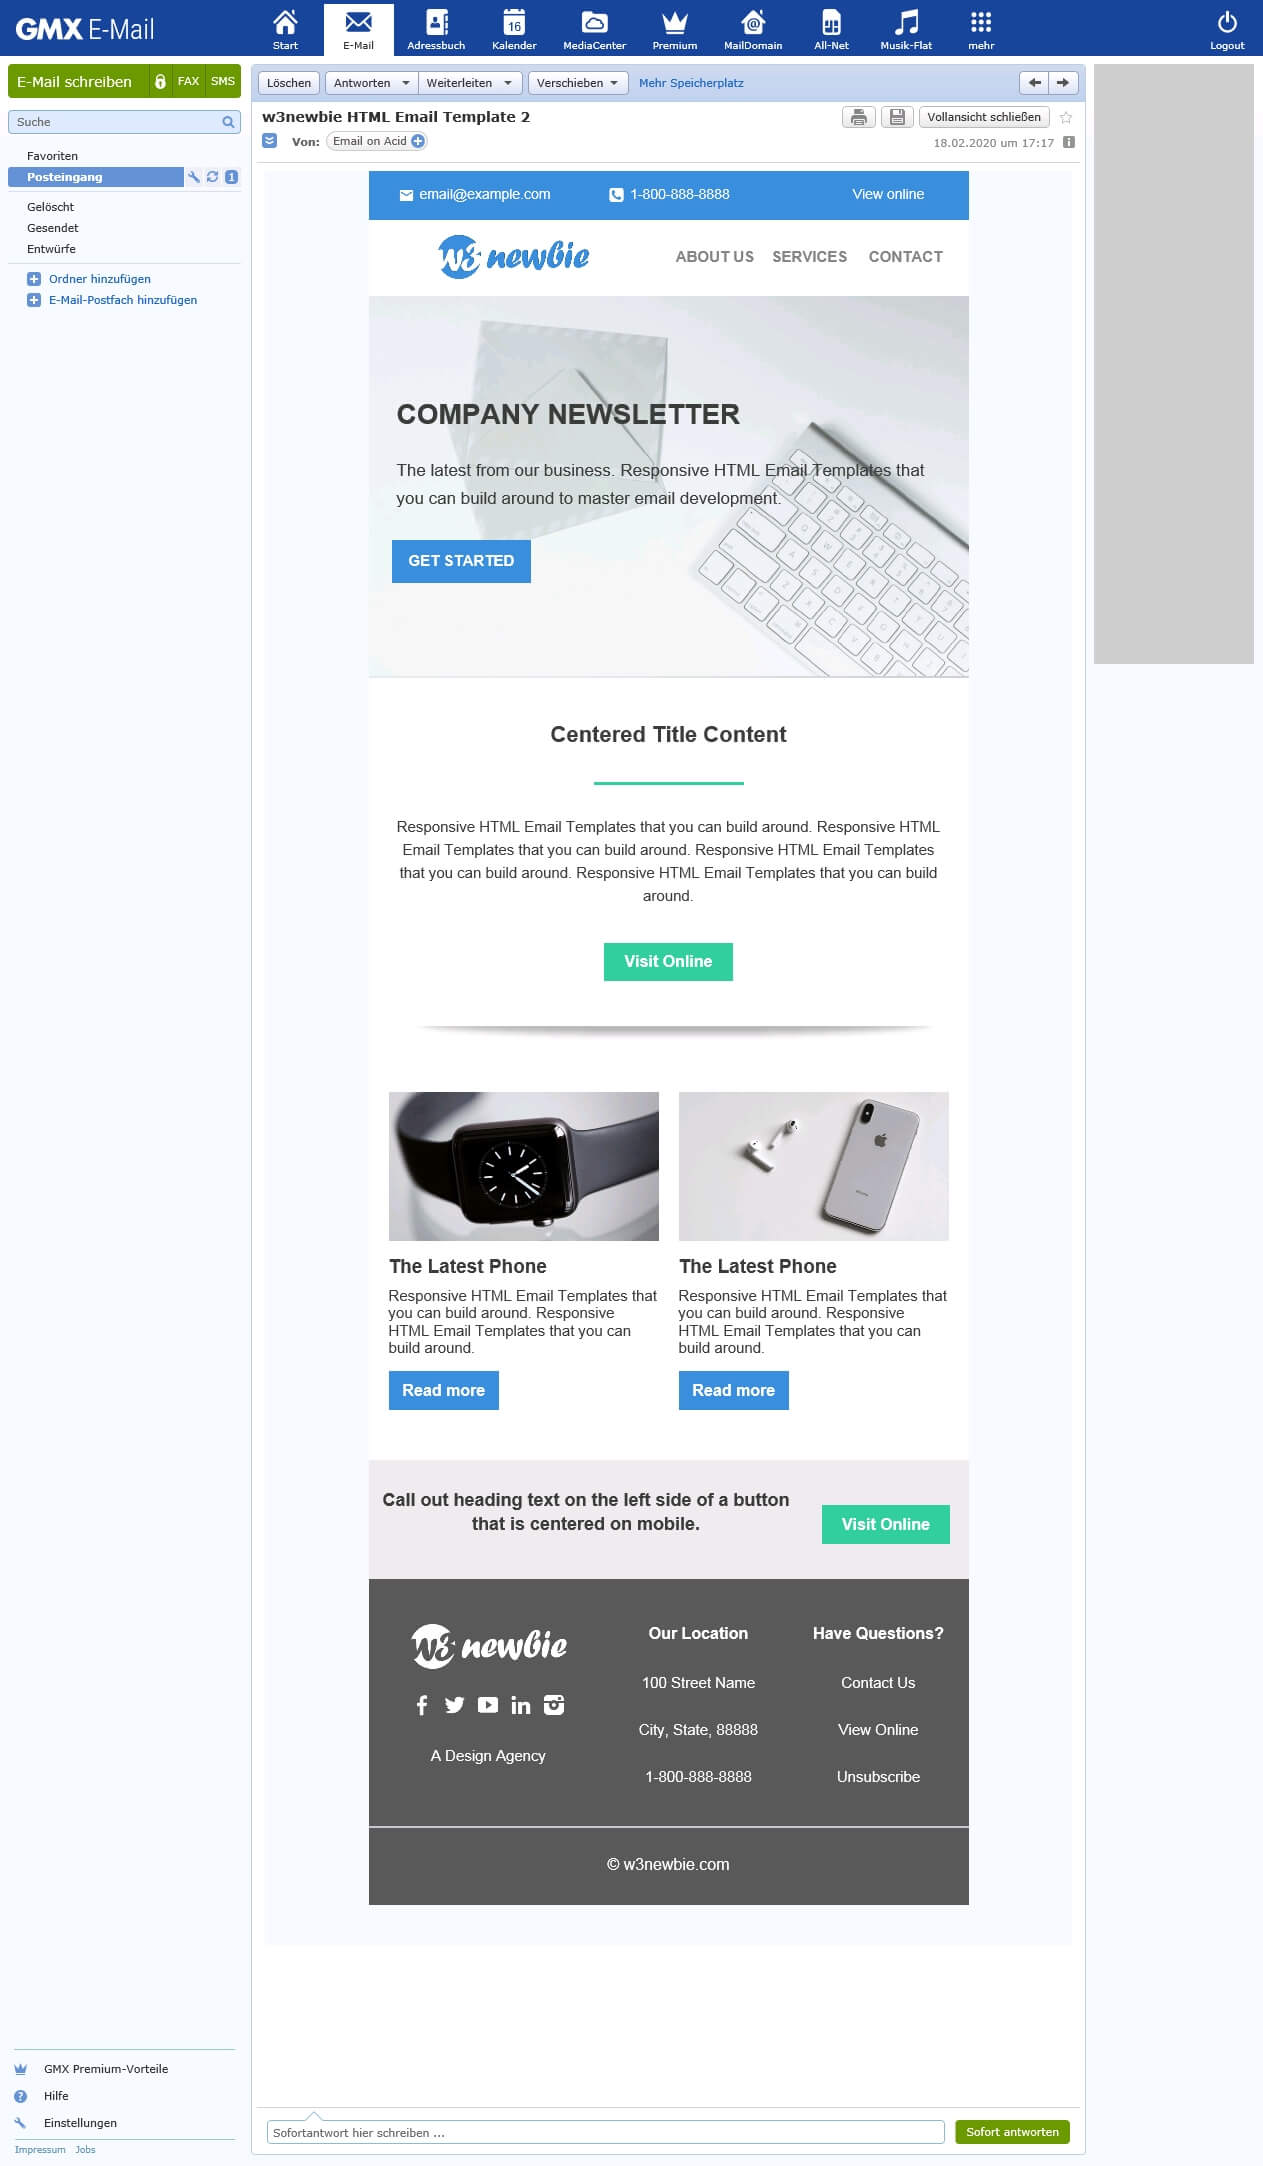 GMX E-Mail
Start
E-Mail
Adressbuch
Kalender
16
MediaCenter
Premium
MailDomain
All-Net
Musik-Flat
mehr
Logout
E-Mail schreiben
FAX
SMS
Suche
Favoriten
Posteingang
1
Gelöscht
Gesendet
Entwürfe
Ordner hinzufügen
E-Mail-Postfach hinzufügen
Löschen
Antworten
Weiterleiten
Verschieben
Mehr Speicherplatz
w3newbie HTML Email Template 2
Vollansicht schließen
Von: Email on Acid
18.02.2020 um 17:17
email@example.com
1-800-888-8888
View online
w3 newbie
ABOUT US
SERVICES
CONTACT
COMPANY NEWSLETTER
The latest from our business. Responsive HTML Email Templates that
you can build around to master email development.
GET STARTED
Centered Title Content
Responsive HTML Email Templates that you can build around. Responsive HTML
Email Templates that you can build around. Responsive HTML Email Templates
that you can build around. Responsive HTML Email Templates that you can build
around.
Visit Online
The Latest Phone
Responsive HTML Email Templates that
you can build around. Responsive
HTML Email Templates that you can
build around.
Read more
The Latest Phone
Responsive HTML Email Templates that
you can build around. Responsive
HTML Email Templates that you can
build around.
Read more
Call out heading text on the left side of a button
that is centered on mobile.
Visit Online
w3 newbie
A Design Agency
Our Location
100 Street Name
City, State, 88888
1-800-888-8888
Have Questions?
Contact Us
View Online
Unsubscribe
© w3newbie.com
GMX Premium-Vorteile
Hilfe
Einstellungen
Impressum
Jobs
Sofortantwort hier schreiben ...
Sofort antworten